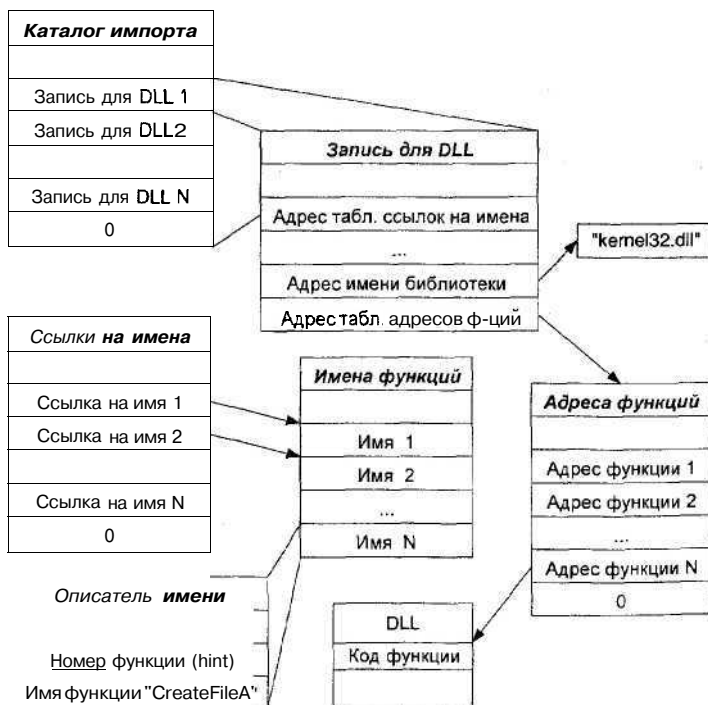 Каталог импорта
Запись для DLL 1
Запись для DLL2
Запись для DLL N
0
Запись для DLL
Адрес табл. ссылок на имена
...
Адрес имени библиотеки
Адрес табл. адресов ф-ций
"kernel32.dll"
Ссылки на имена
Ссылка на имя 1
Ссылка на имя 2
Ссылка на имя N
0
Имена функций
Имя 1
Имя 2
...
Имя N
Адреса функций
Адрес функции 1
Адрес функции 2
...
Адрес функции N
0
Описатель имени
Номер функции (hint)
Имя функции "CreateFileA"
DLL
Код функции